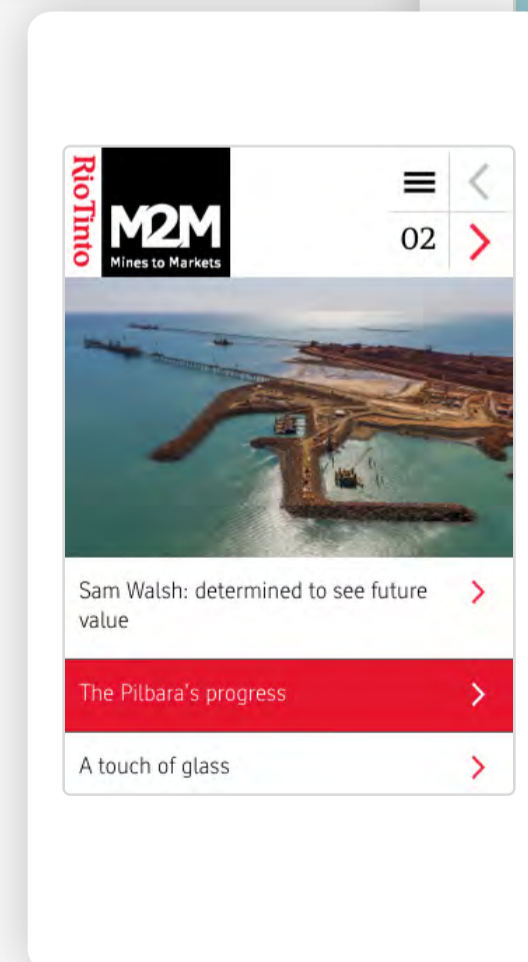 RioTinto
M2M
Mines to Markets
02
Sam Walsh: determined to see future
value
The Pilbara's progress
A touch of glass